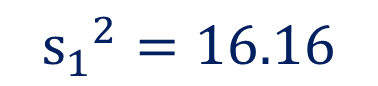 s₁² = 16.16